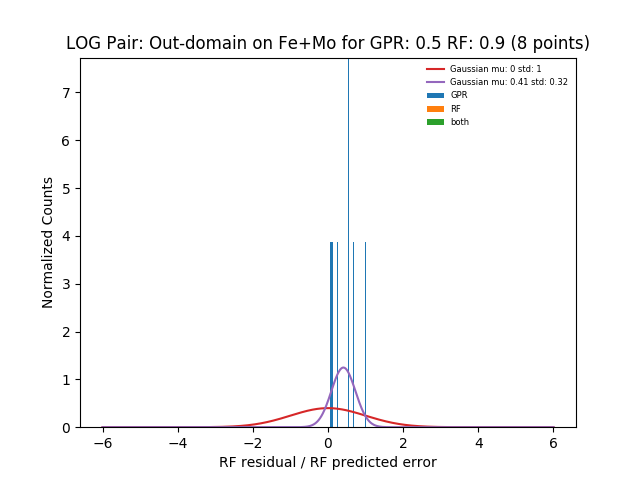 LOG Pair: Out-domain on Fe+Mo for GPR: 0.5 RF: 0.9 (8 points)
Gaussian mu: 0 std: 1
Gaussian mu: 0.41 std: 0.32
GPR
RF
both
Normalized Counts
7
6
5
4
3
2
1
0
−6 −4 −2 0 2 4 6
RF residual / RF predicted error